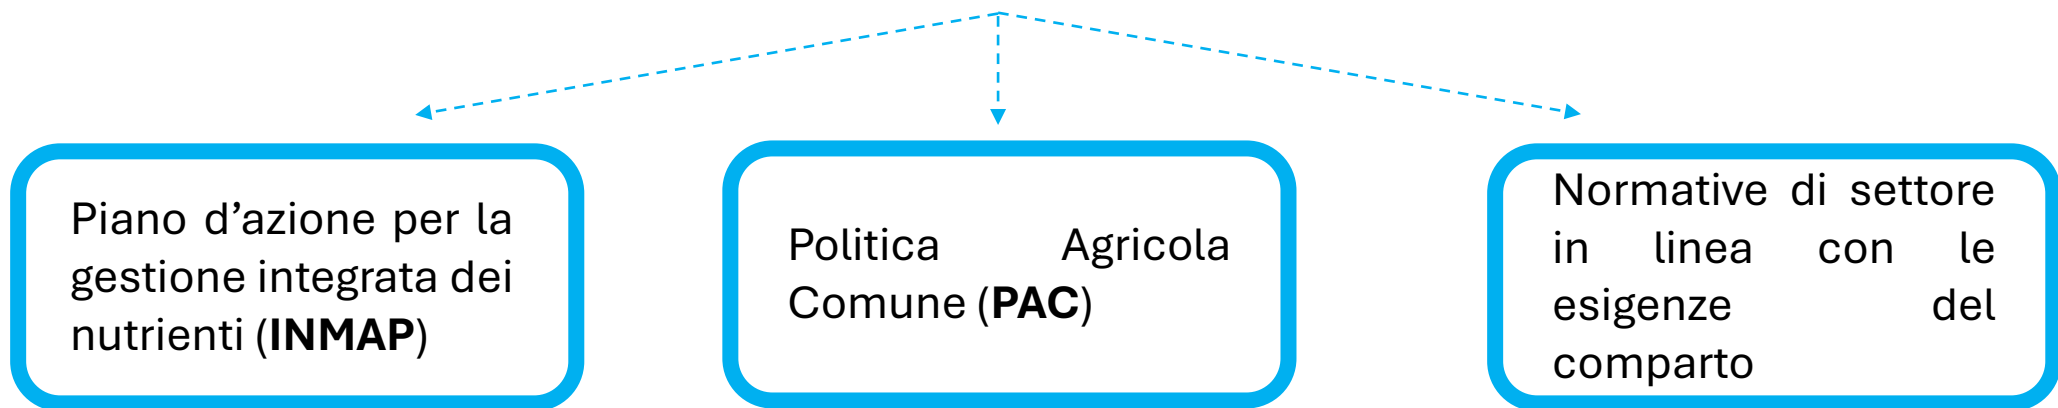 Piano d’azione per la
gestione integrata dei
nutrienti (INMAP)
Politica Agricola
Comune (PAC)
Normative di settore
in linea con le
esigenze del
comparto